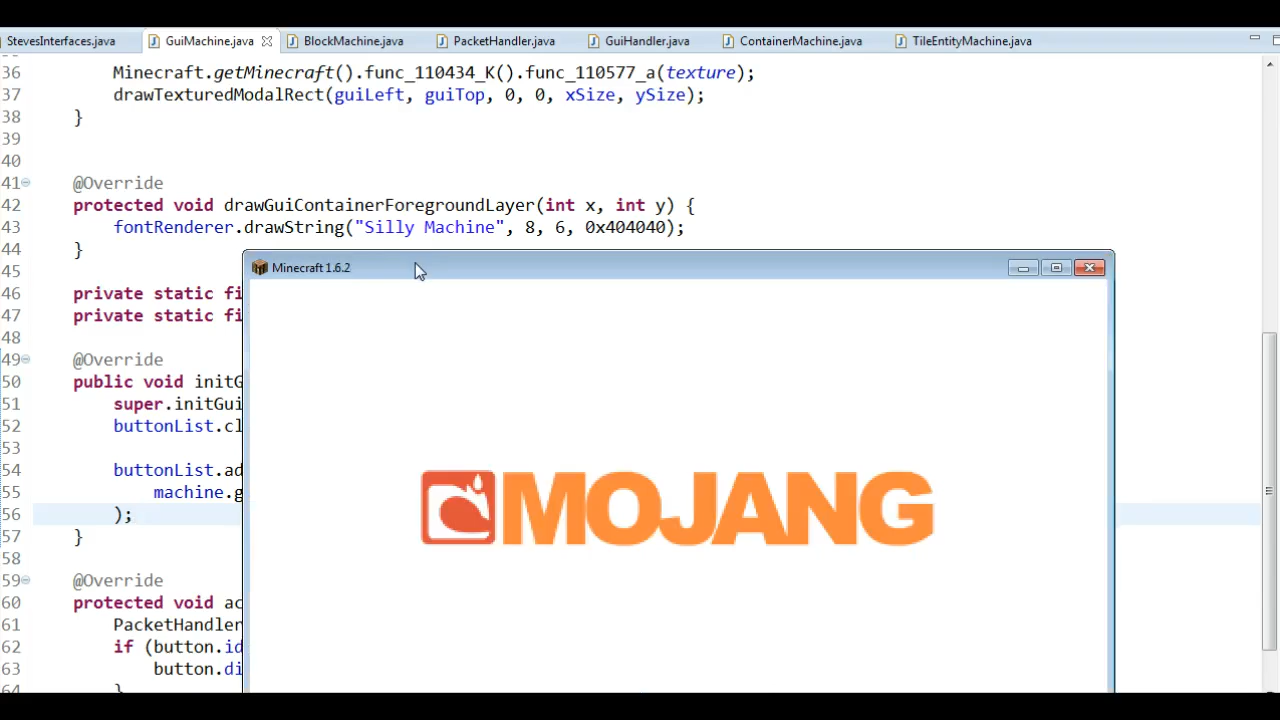 StevesInterfaces.java GuiMachine.java BlockMachine.java PacketHandler.java GuiHandler.java ContainerMachine.java TileEntityMachine.java
36 Minecraft.getMinecraft().func_110434_K().func_110577_a(texture);
37 drawTexturedModalRect(guiLeft, guiTop, 0, 0, xSize, ySize);
38 }
39
40
41 @Override
42 protected void drawGuiContainerForegroundLayer(int x, int y) {
43 fontRenderer.drawString("Silly Machine", 8, 6, 0x404040);
44 }
45
46 private static fi
47 private static fi
48
49 @Override
50 public void initG
51 super.initGui
52 buttonList.cl
53
54 buttonList.ad
55 machine.g
56 );
57 }
58
59 @Override
60 protected void ac
61 PacketHandler
62 if (button.id
63 button.di
64 }
Minecraft 1.6.2
MOJANG